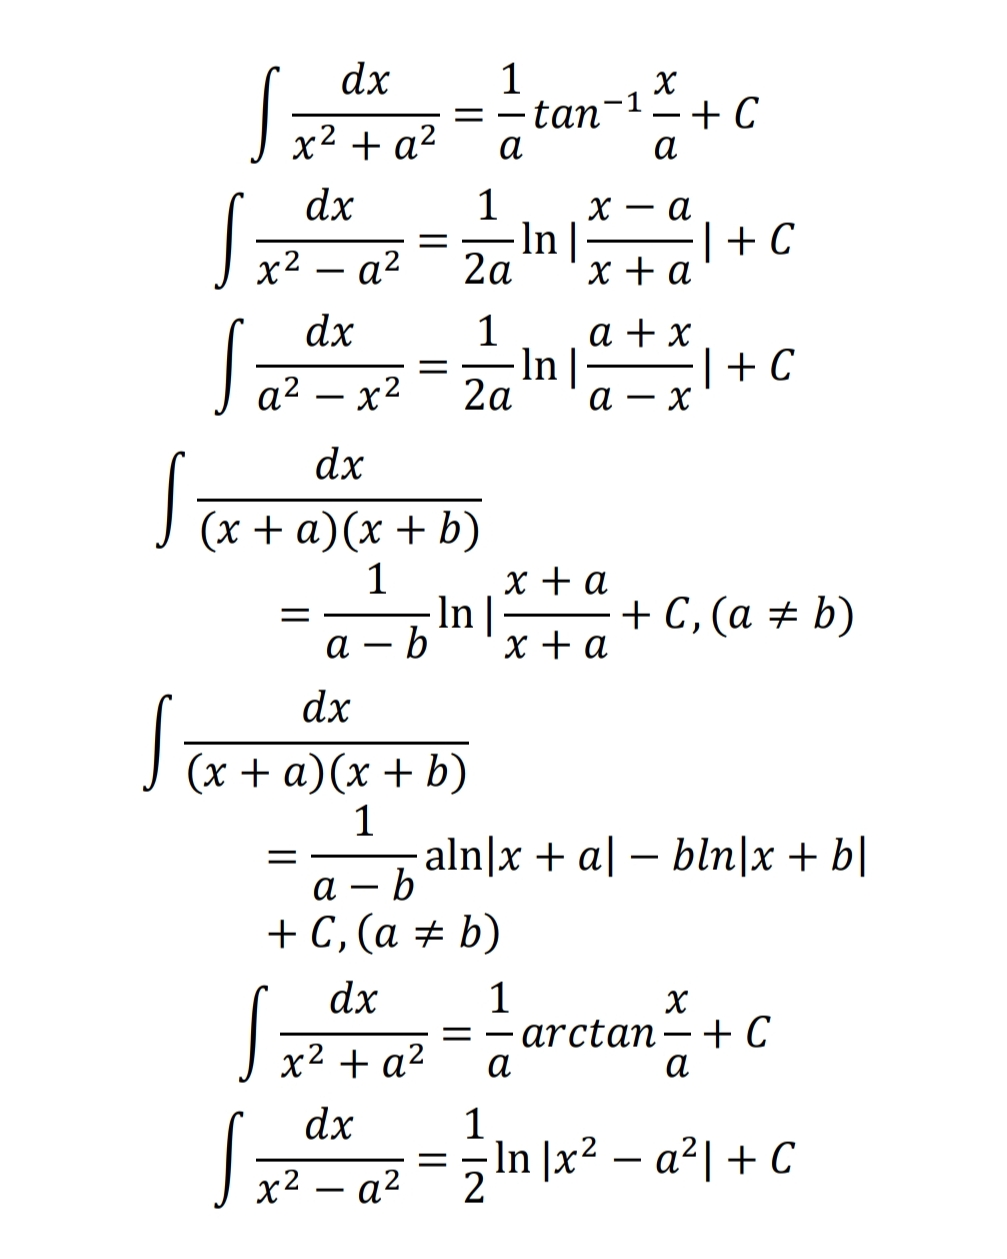 ∫ dx/(x² + a²) = 1/a tan⁻¹ x/a + C
∫ dx/(x² − a²) = 1/2a ln |(x − a)/(x + a)| + C
∫ dx/(a² − x²) = 1/2a ln |(a + x)/(a − x)| + C
∫ dx/((x + a)(x + b))
= 1/(a − b) ln |(x + a)/(x + a) + C, (a ≠ b)
∫ dx/((x + a)(x + b))
= 1/(a − b) aln|x + a| − bln|x + b|
+ C, (a ≠ b)
∫ dx/(x² + a²) = 1/a arctan x/a + C
∫ dx/(x² − a²) = 1/2 ln |x² − a²| + C